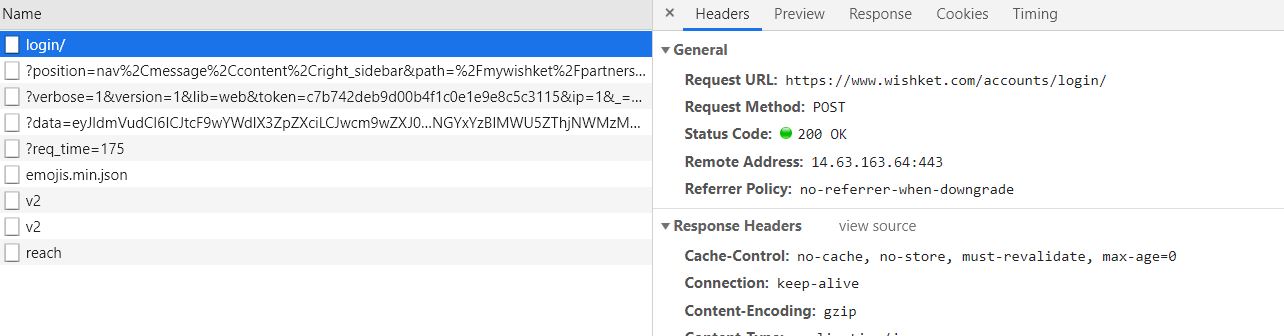 Name
login/
?position=nav%2Cmessage%2Ccontent%2Cright_sidebar&path=%2Fmywishket%2Fpartners...
?verbose=1&version=1&lib=web&token=c7b742deb9d00b4f1c0e1e9e8c5c3115&ip=1&_=...
?data=eyJldmVudCI6ICJtcF9wYWdlX3ZpZXciLCJwcm9wZXJ0...NGYxYzBlMWU5ZThjNWMzM...
?req_time=175
emojis.min.json
v2
v2
reach
× Headers Preview Response Cookies Timing
General
Request URL: https://www.wishket.com/accounts/login/
Request Method: POST
Status Code: 200 OK
Remote Address: 14.63.163.64:443
Referrer Policy: no-referrer-when-downgrade
Response Headers view source
Cache-Control: no-cache, no-store, must-revalidate, max-age=0
Connection: keep-alive
Content-Encoding: gzip